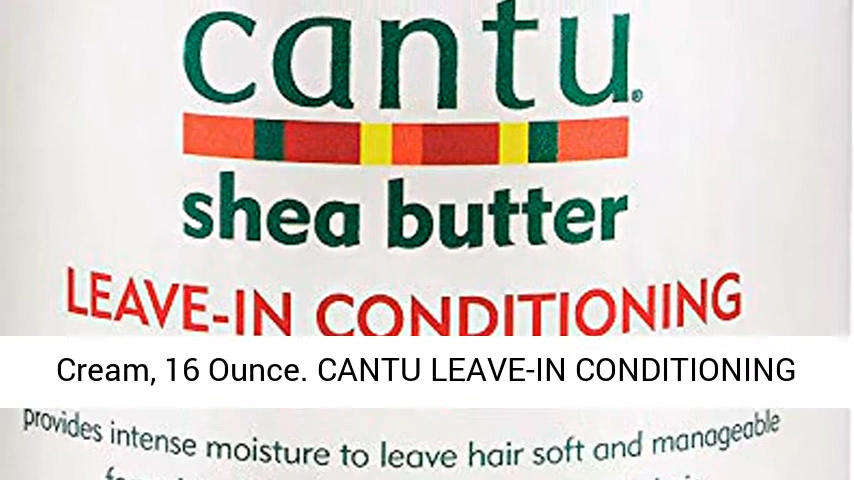 cantu®
shea butter
LEAVE-IN CONDITIONING
Cream, 16 Ounce. CANTU LEAVE-IN CONDITIONING
provides intense moisture to leave hair soft and manageable